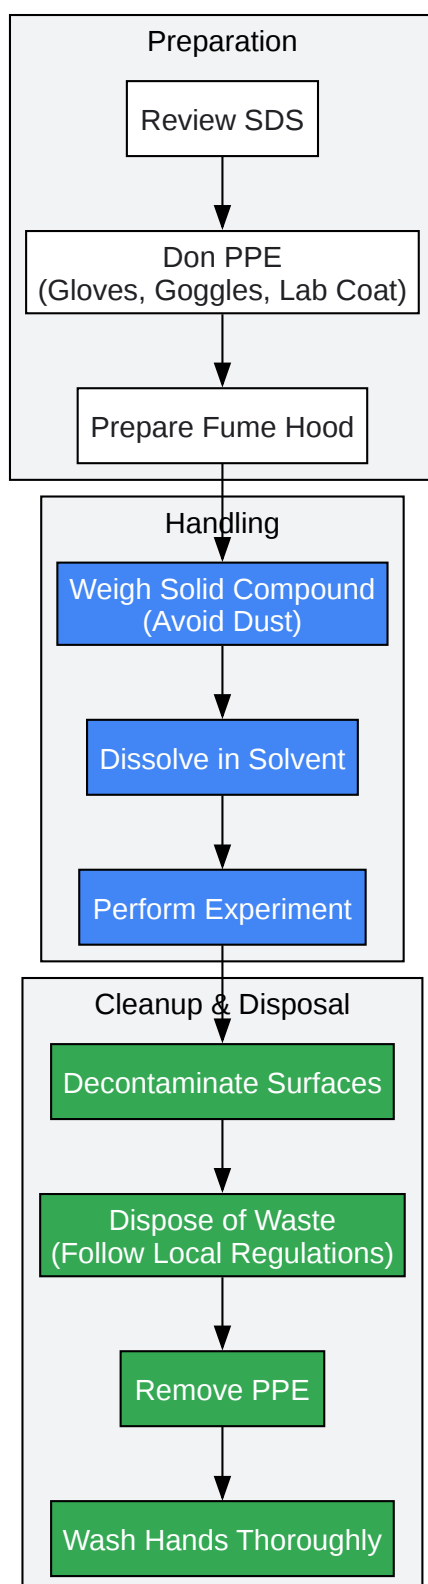 Preparation
Review SDS
Don PPE
(Gloves, Goggles, Lab Coat)
Prepare Fume Hood
Handling
Weigh Solid Compound
(Avoid Dust)
Dissolve in Solvent
Perform Experiment
Cleanup & Disposal
Decontaminate Surfaces
Dispose of Waste
(Follow Local Regulations)
Remove PPE
Wash Hands Thoroughly